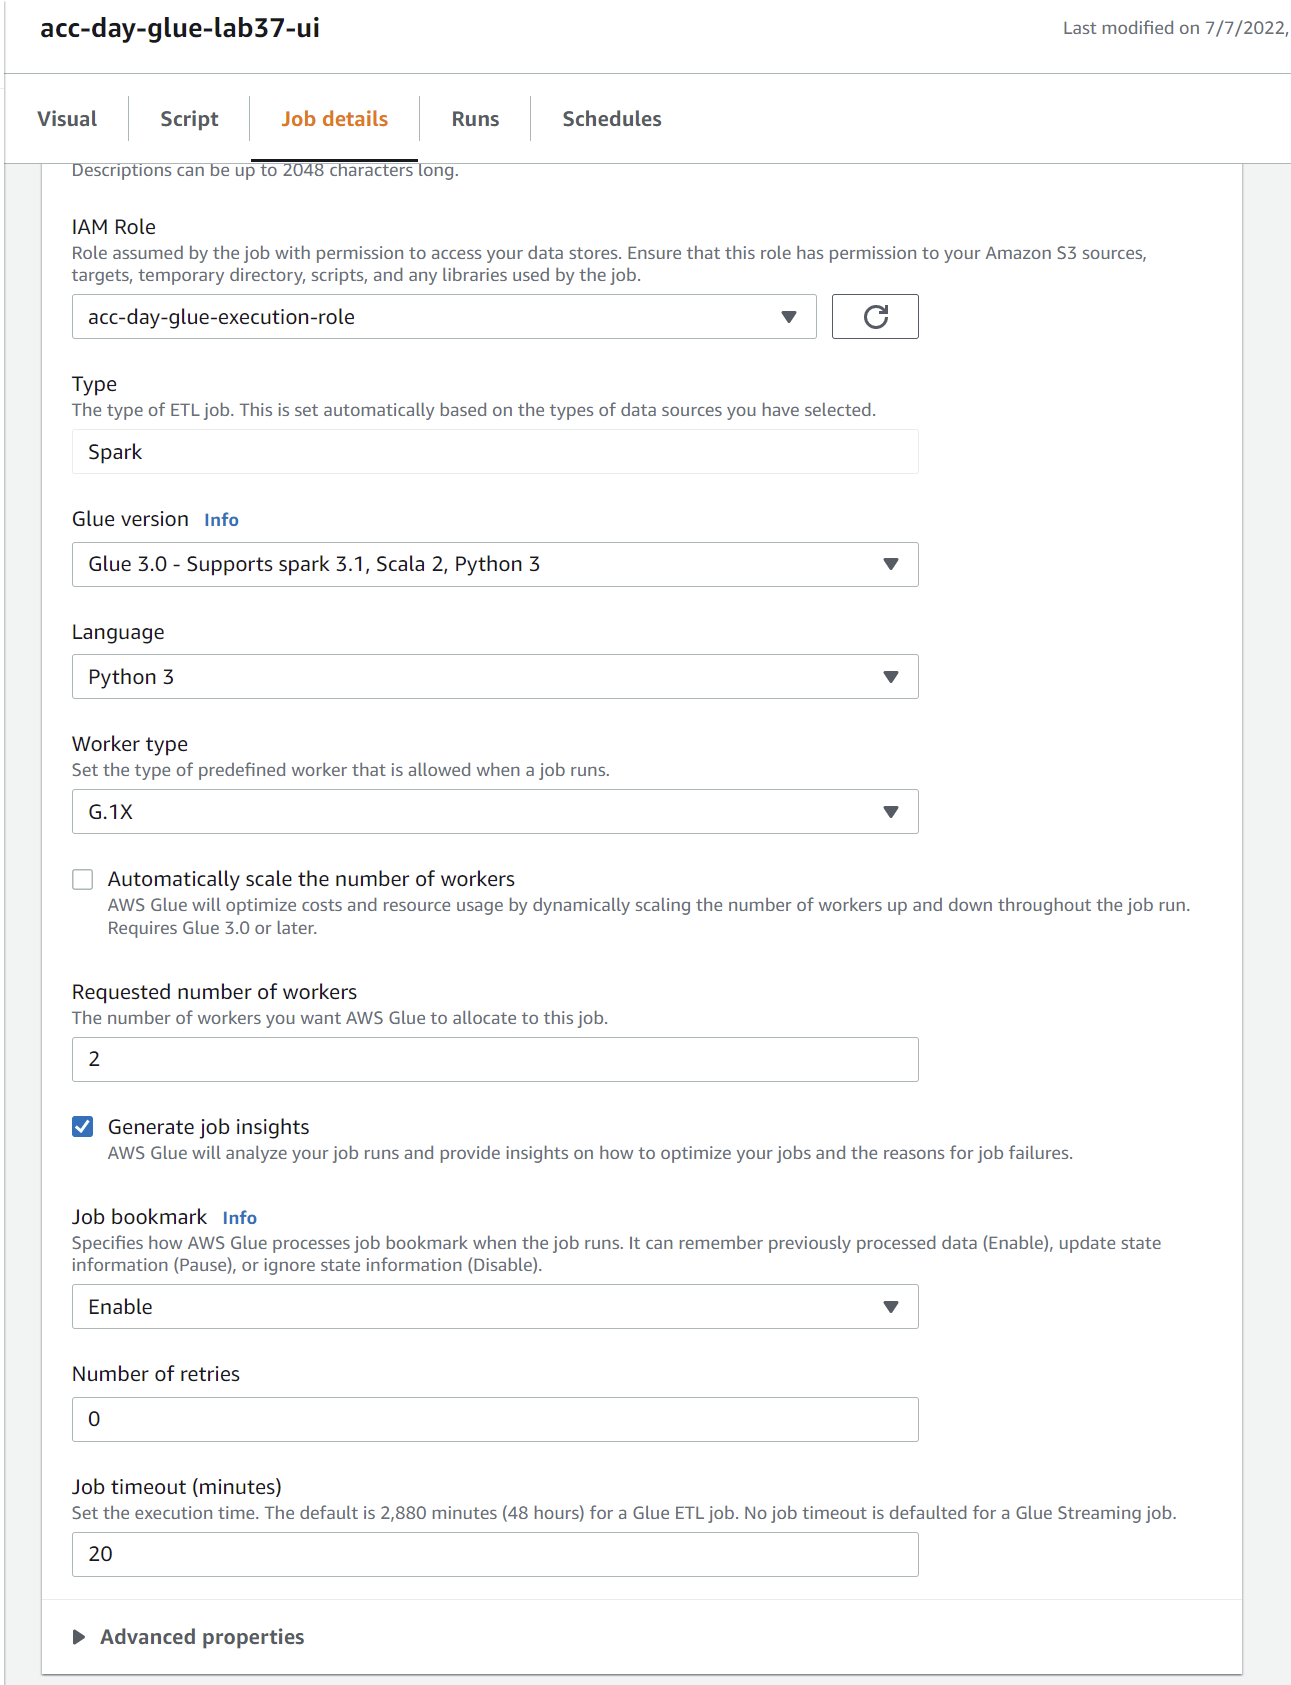 acc-day-glue-lab37-ui
Last modified on 7/7/2022,
Visual
Script
Job details
Runs
Schedules
Descriptions can be up to 2048 characters long.
IAM Role
Role assumed by the job with permission to access your data stores. Ensure that this role has permission to your Amazon S3 sources,
targets, temporary directory, scripts, and any libraries used by the job.
acc-day-glue-execution-role
Type
The type of ETL job. This is set automatically based on the types of data sources you have selected.
Spark
Glue version Info
Glue 3.0 - Supports spark 3.1, Scala 2, Python 3
Language
Python 3
Worker type
Set the type of predefined worker that is allowed when a job runs.
G.1X
Automatically scale the number of workers
AWS Glue will optimize costs and resource usage by dynamically scaling the number of workers up and down throughout the job run.
Requires Glue 3.0 or later.
Requested number of workers
The number of workers you want AWS Glue to allocate to this job.
2
Generate job insights
AWS Glue will analyze your job runs and provide insights on how to optimize your jobs and the reasons for job failures.
Job bookmark Info
Specifies how AWS Glue processes job bookmark when the job runs. It can remember previously processed data (Enable), update state
information (Pause), or ignore state information (Disable).
Enable
Number of retries
0
Job timeout (minutes)
Set the execution time. The default is 2,880 minutes (48 hours) for a Glue ETL job. No job timeout is defaulted for a Glue Streaming job.
20
Advanced properties